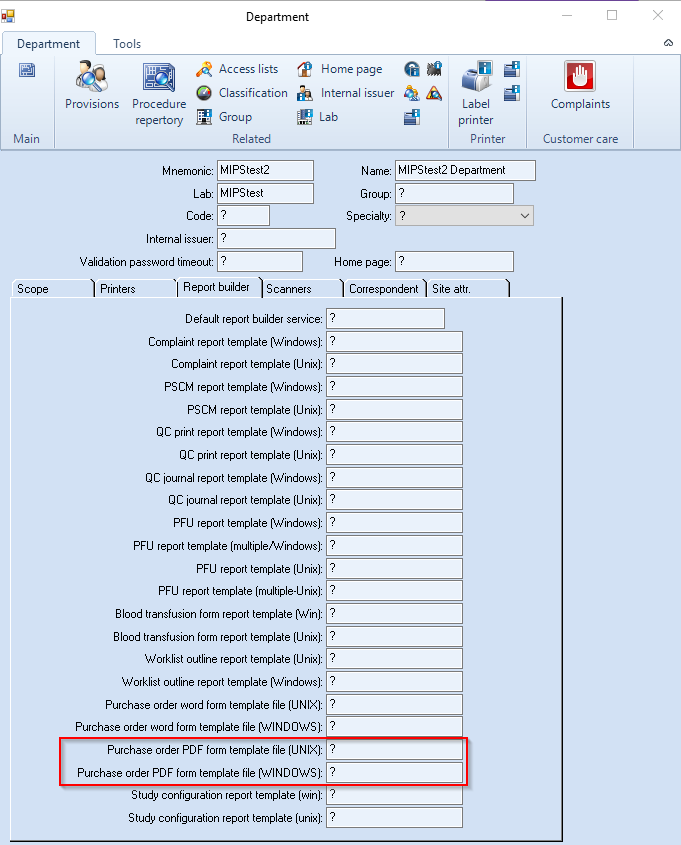 Department
Department Tools
Provisions
Procedure repertory
Access lists
Classification
Group
Home page
Internal issuer
Lab
Label printer
Complaints
Main
Related
Printer
Customer care
Mnemonic: MIPStest2 Name: MIPStest2 Department
Lab: MIPStest Group: ?
Code: ? Specialty: ?
Internal issuer: ?
Validation password timeout: ? Home page: ?
Scope Printers Report builder Scanners Correspondent Site attr.
Default report builder service: ?
Complaint report template (Windows): ?
Complaint report template (Unix): ?
PSCM report template (Windows): ?
PSCM report template (Unix): ?
QC print report template (Windows): ?
QC print report template (Unix): ?
QC journal report template (Windows): ?
QC journal report template (Unix): ?
PFU report template (Windows): ?
PFU report template (multiple/Windows): ?
PFU report template (Unix): ?
PFU report template (multiple-Unix): ?
Blood transfusion form report template (Win): ?
Blood transfusion form report template (Unix): ?
Worklist outline report template (Unix): ?
Worklist outline report template (Windows): ?
Purchase order word form template file (UNIX): ?
Purchase order word form template file (WINDOWS): ?
Purchase order PDF form template file (UNIX): ?
Purchase order PDF form template file (WINDOWS): ?
Study configuration report template (win): ?
Study configuration report template (unix): ?